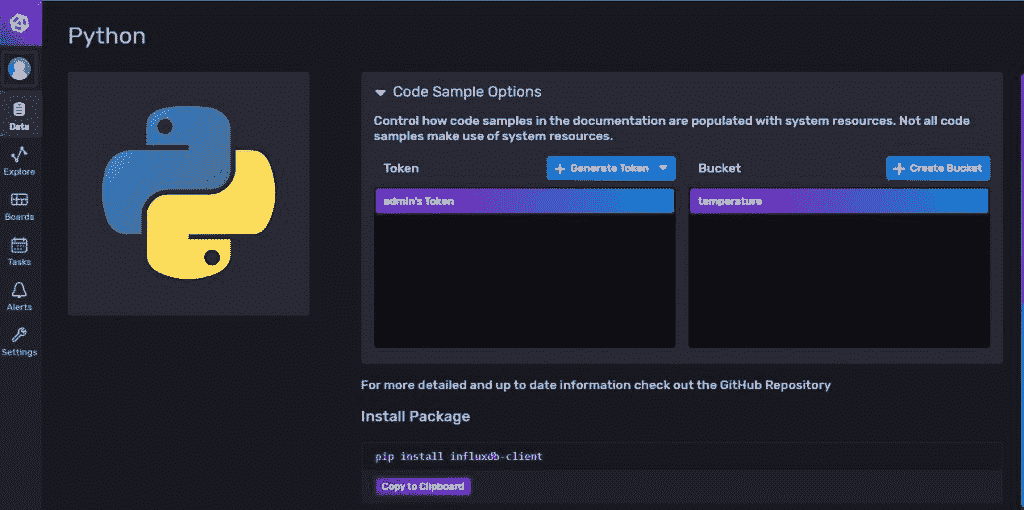 Python
Data
Explore
Boards
Tasks
Alerts
Settings
Code Sample Options
Control how code samples in the documentation are populated with system resources. Not all code
samples make use of system resources.
Token
Generate Token
admin's Token
Bucket
Create Bucket
temperature
For more detailed and up to date information check out the GitHub Repository
Install Package
pip install influxdb-client
Copy to Clipboard